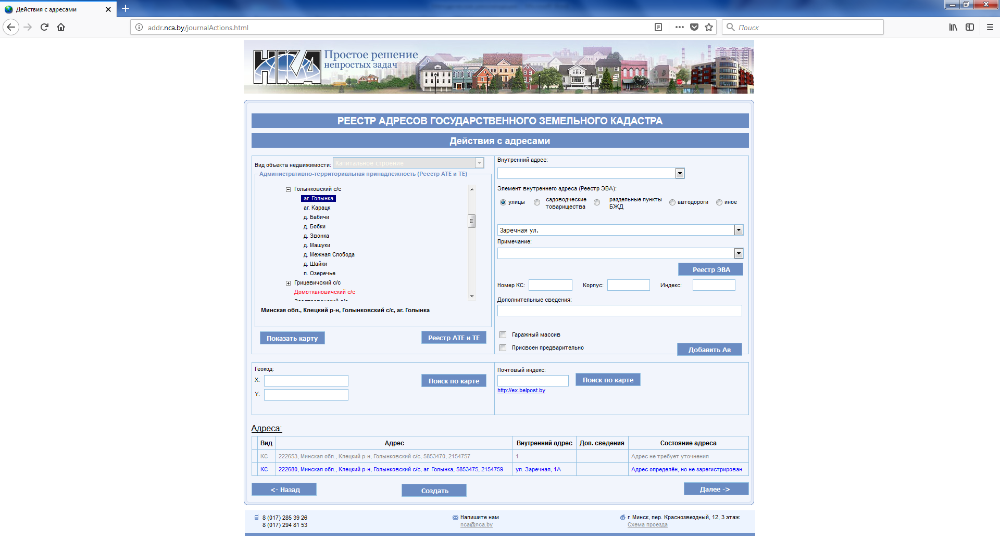 Действия с адресами
addr.nca.by/journalActions.html
Поиск
НКА
Простое решение
непростых задач
РЕЕСТР АДРЕСОВ ГОСУДАРСТВЕННОГО ЗЕМЕЛЬНОГО КАДАСТРА
Действия с адресами
Вид объекта недвижимости: Капитальное строение
Административно-территориальная принадлежность (Реестр АТЕ и ТЕ)
Голынковский с/с
аг. Голынка
аг. Карацк
д. Бабичи
д. Бобки
д. Звонка
д. Машуки
д. Межная Слобода
д. Шайки
п. Озеречье
Грицевичский с/с
Домоткановичский с/с
Минская обл., Клецкий р-н, Голынковский с/с, аг. Голынка
Показать карту
Реестр АТЕ и ТЕ
Внутренний адрес:
Элемент внутреннего адреса (Реестр ЭВА):
улицы
садоводческие
товарищества
раздельные пункты
БЖД
автодороги
иное
Заречная ул.
Примечание:
Реестр ЭВА
Номер КС:
Корпус:
Индекс:
Дополнительные сведения:
Гаражный массив
Присвоен предварительно
Добавить Ав
Геокод:
X:
Y:
Поиск по карте
Почтовый индекс:
Поиск по карте
http://ex.belpost.by
Адреса:
Вид Адрес Внутренний адрес Доп. сведения Состояние адреса
КС 222653, Минская обл., Клецкий р-н, Голынковский с/с, 5853470, 2154757 1 Адрес не требует уточнения
КС 222680, Минская обл., Клецкий р-н, Голынковский с/с, аг. Голынка, 5853475, 2154759 ул. Заречная, 1А Адрес определён, но не зарегистрирован
<- Назад
Создать
Далее ->
8 (017) 285 39 26
8 (017) 294 81 53
Напишите нам
nca@nca.by
г. Минск, пер. Краснозвездный, 12, 3 этаж
Схема проезда